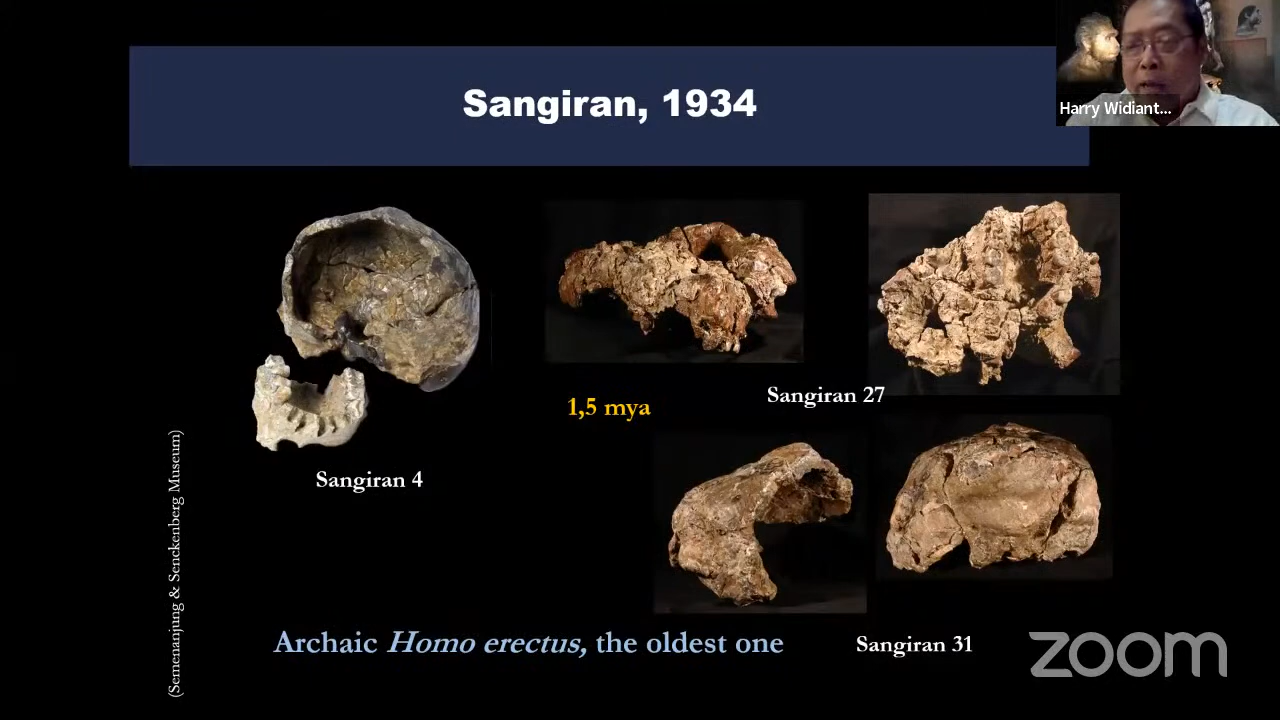 Sangiran, 1934
Harry Widiant...
Sangiran 27
1,5 mya
Sangiran 4
(Semenanjung & Senckenberg Museum)
Archaic Homo erectus, the oldest one
Sangiran 31
zoom